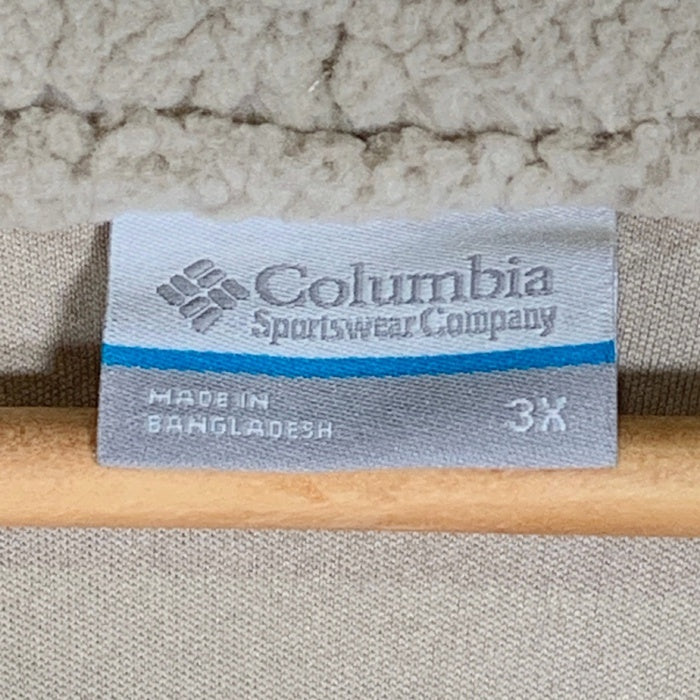 Columbia
Sportswear Company
MADE IN
BANGLADESH
3X